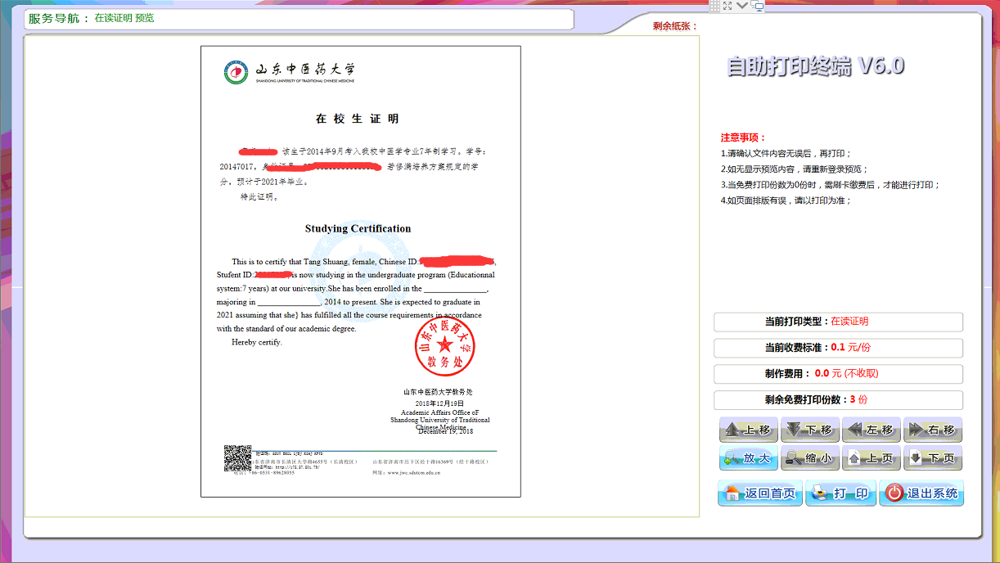 服务导航： 在读证明 预览
剩余纸张：
山东中医药大学
SHANDONG UNIVERSITY OF TRADITIONAL CHINESE MEDICINE
在 校 生 证 明
该生于2014年9月考入我校中医学专业7年制学习。学号：
20147017，身份证号 若修满培养方案规定的学
分，预计于2021年毕业。
特此证明。
Studying Certification
This is to certify that Tang Shuang, female, Chinese ID:
Stufent ID:2 is now studying in the undergraduate program (Educationnal
system:7 years) at our university.She has been enrolled in the ________________,
majoring in ________________, 2014 to present. She is expected to graduate in
2021 assuming that she} has fulfilled all the course requirements in accordance
with the standard of our academic degree.
Hereby certify.
山东中医药大学
教务处
山东中医药大学教务处
2018年12月19日
Academic Affairs Office oF
Shandong University of Traditional
Chinese Medicine
December 19, 2018
东省济南市长清区大学路4655号（长清校区）
电话：+86-0531-89628055
山东省济南市历下区经十路16369号（经十路校区）
网址：www.jwc.sdutcm.edu.cn
自助打印终端 V6.0
注意事项：
1.请确认文件内容无误后，再打印；
2.如无显示预览内容，请重新登录预览；
3.当免费打印份数为0份时，需刷卡缴费后，才能进行打印；
4.如页面排版有误，请以打印为准；
当前打印类型：在读证明
当前收费标准：0.1 元/份
制作费用： 0.0 元 (不收取)
剩余免费打印份数：3 份
上 移
下 移
左 移
右 移
放 大
缩 小
上 页
下 页
返回首页
打 印
退出系统